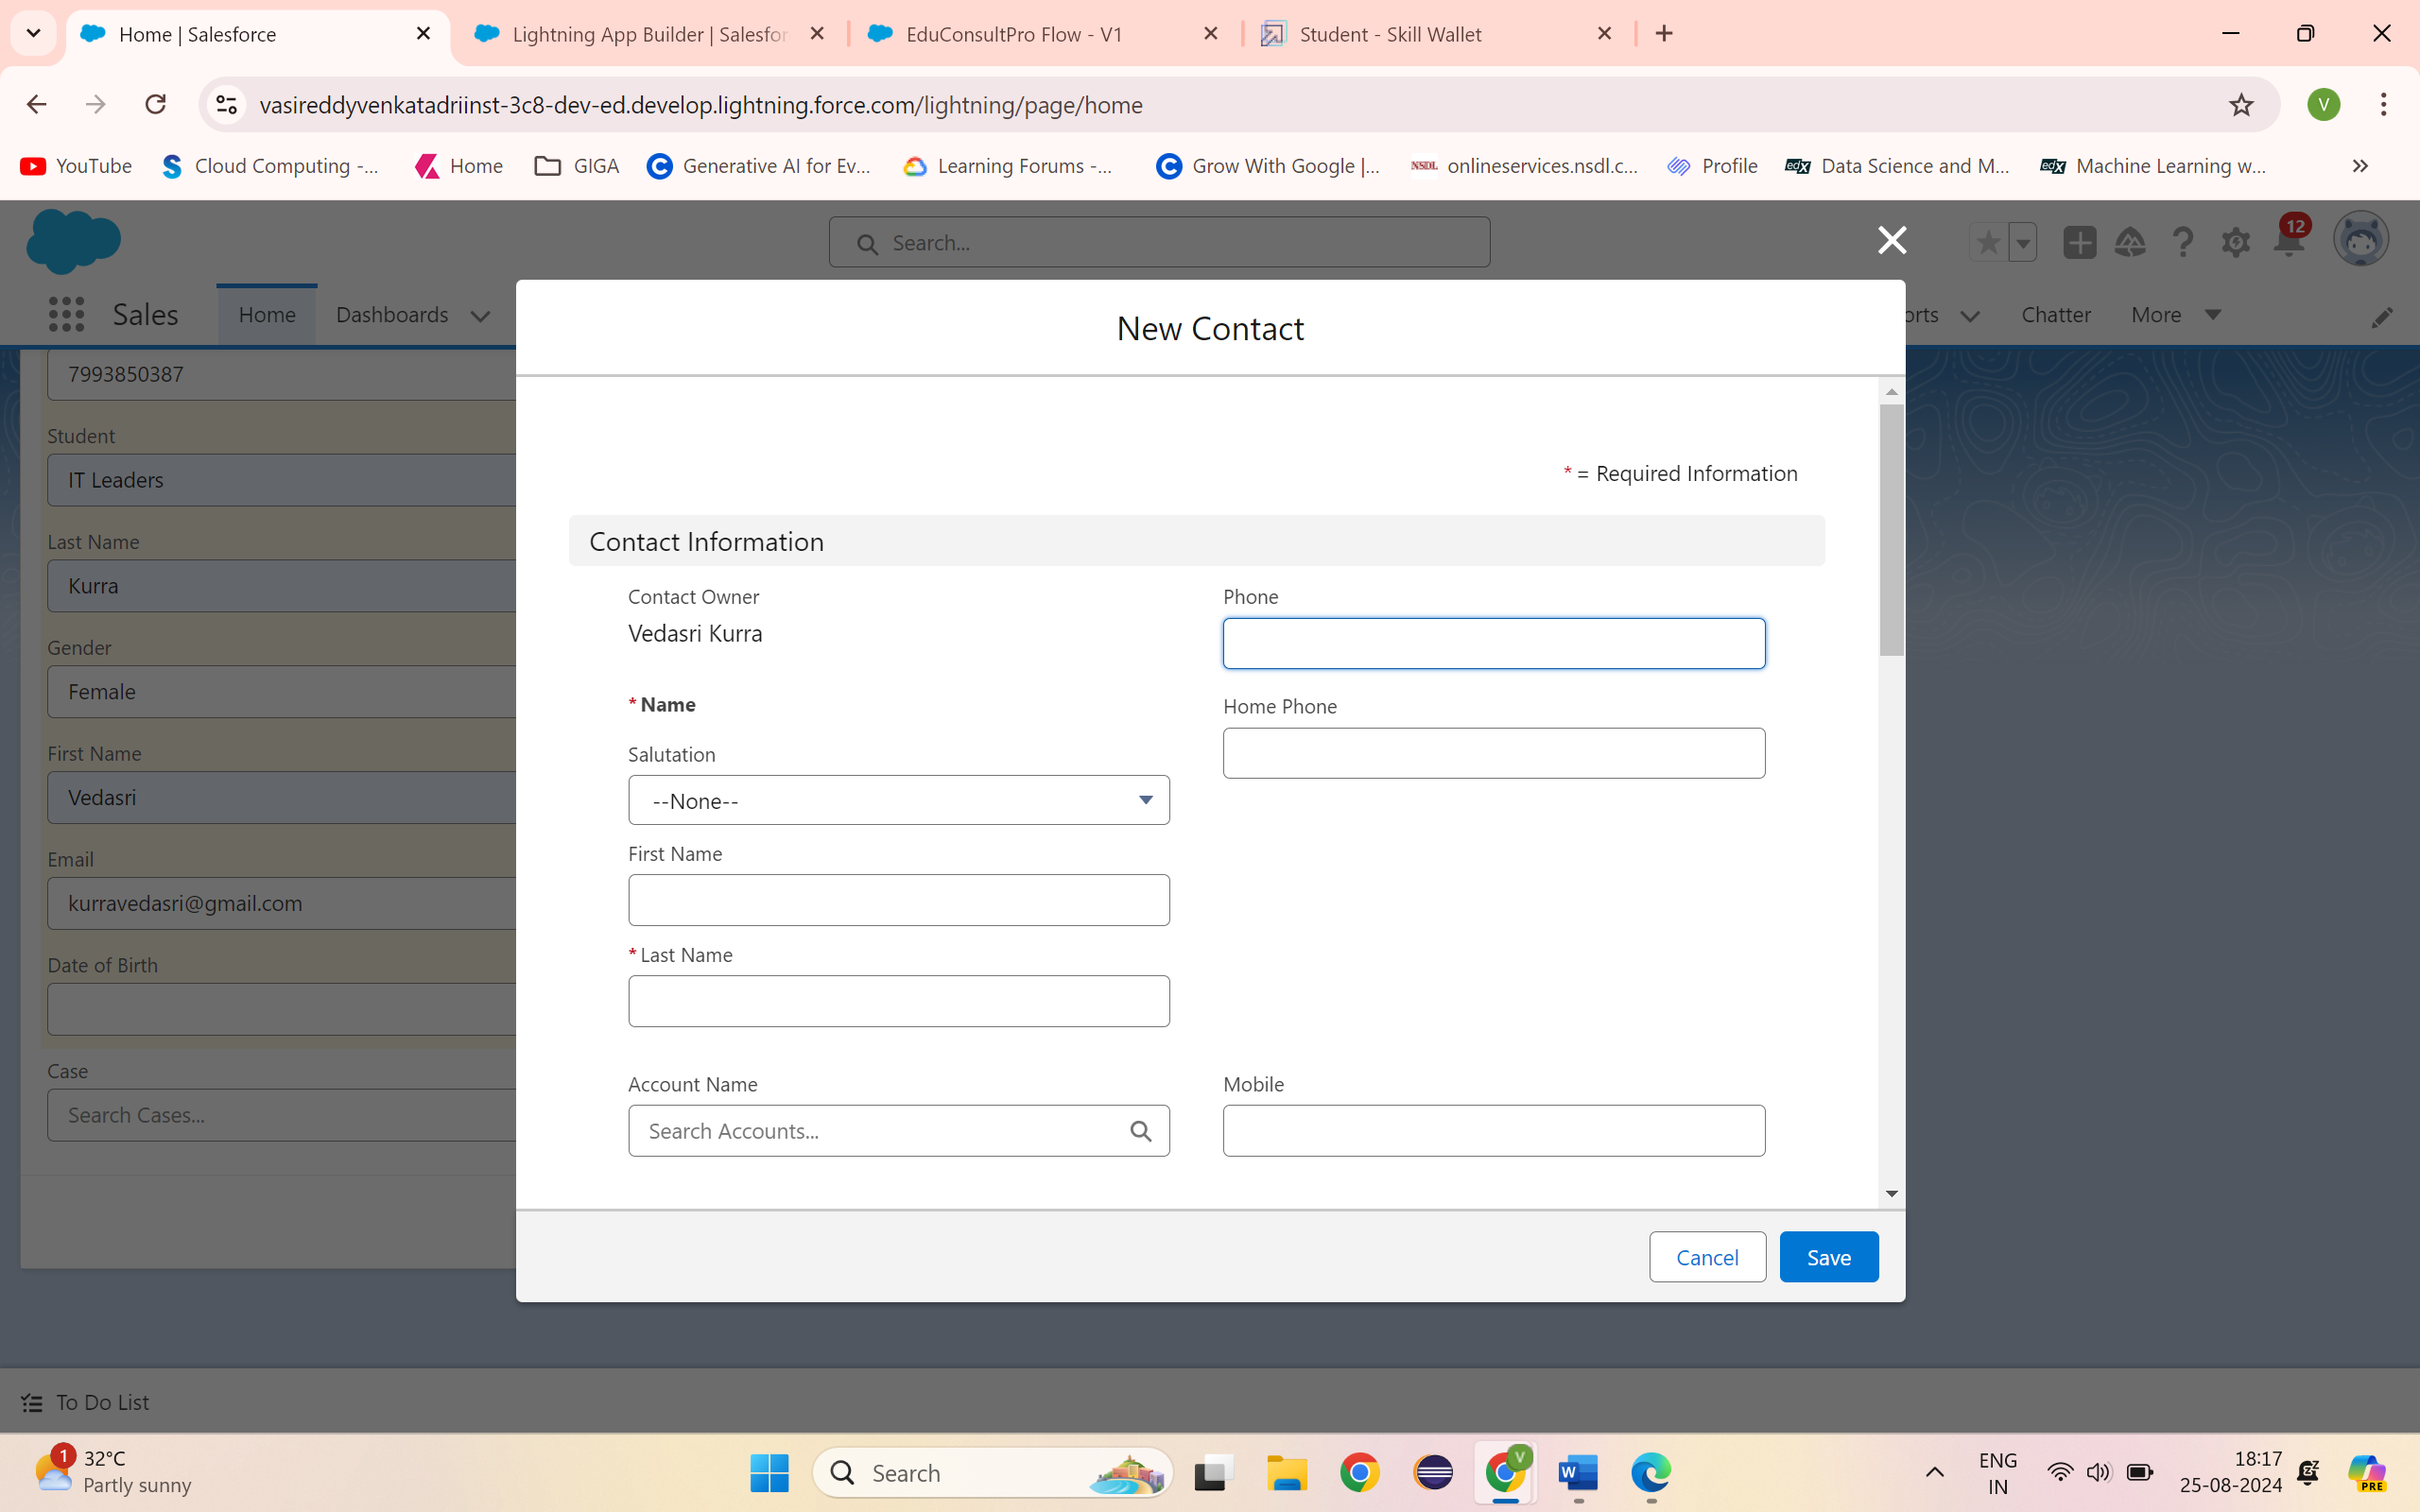 Home | Salesforce
Lightning App Builder | Salesfor
EduConsultPro Flow - V1
Student - Skill Wallet
vasireddyvenkatadriinst-3c8-dev-ed.develop.lightning.force.com/lightning/page/home
V
YouTube
Cloud Computing -...
Home
GIGA
Generative AI for Ev...
Learning Forums -...
Grow With Google |...
NSDL onlineservices.nsdl.c...
Profile
edX Data Science and M...
edX Machine Learning w...
Search...
12
Sales
Home
Dashboards
orts
Chatter
More
7993850387
Student
IT Leaders
Last Name
Kurra
Gender
Female
First Name
Vedasri
Email
kurravedasri@gmail.com
Date of Birth
Case
Search Cases...
New Contact
* = Required Information
Contact Information
Contact Owner
Vedasri Kurra
Phone
* Name
Home Phone
Salutation
--None--
First Name
* Last Name
Account Name
Search Accounts...
Mobile
Cancel
Save
To Do List
1
32°C
Partly sunny
Search
V
W
ENG
IN
18:17
25-08-2024
PRE